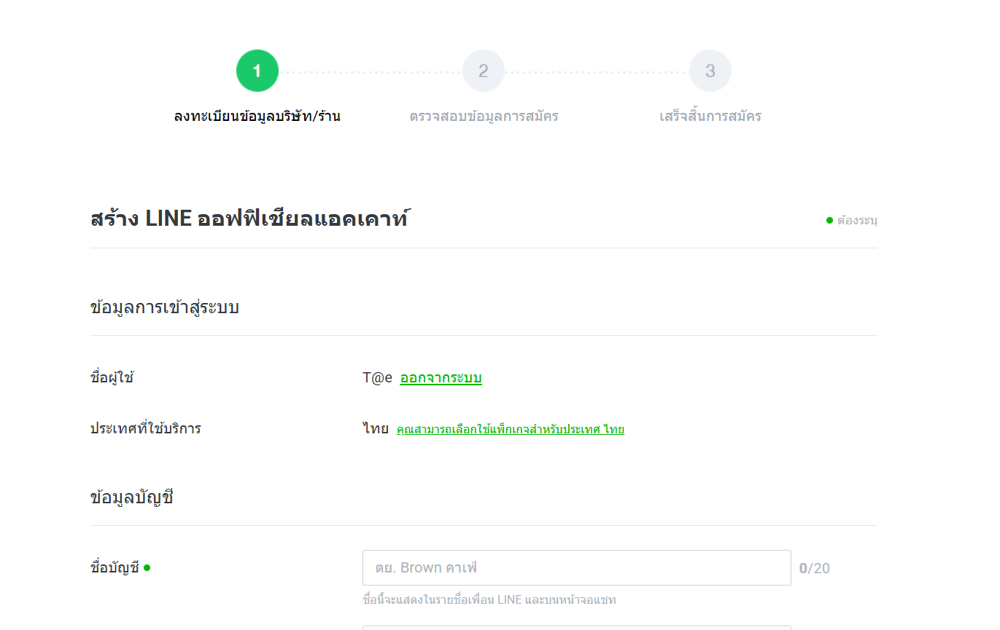 1
2
3
ลงทะเบียนข้อมูลบริษัท/ร้าน
ตรวจสอบข้อมูลการสมัคร
เสร็จสิ้นการสมัคร
สร้าง LINE ออฟฟิเชียลแอคเคาท์
ต้องระบุ
ข้อมูลการเข้าสู่ระบบ
ชื่อผู้ใช้
T@e ออกจากระบบ
ประเทศที่ใช้บริการ
ไทย คุณสามารถเลือกใช้แพ็กเกจสำหรับประเทศ ไทย
ข้อมูลบัญชี
ชื่อบัญชี
ตย. Brown คาเฟ่
0/20
ชื่อนี้จะแสดงในรายชื่อเพื่อน LINE และบนหน้าจอแชท